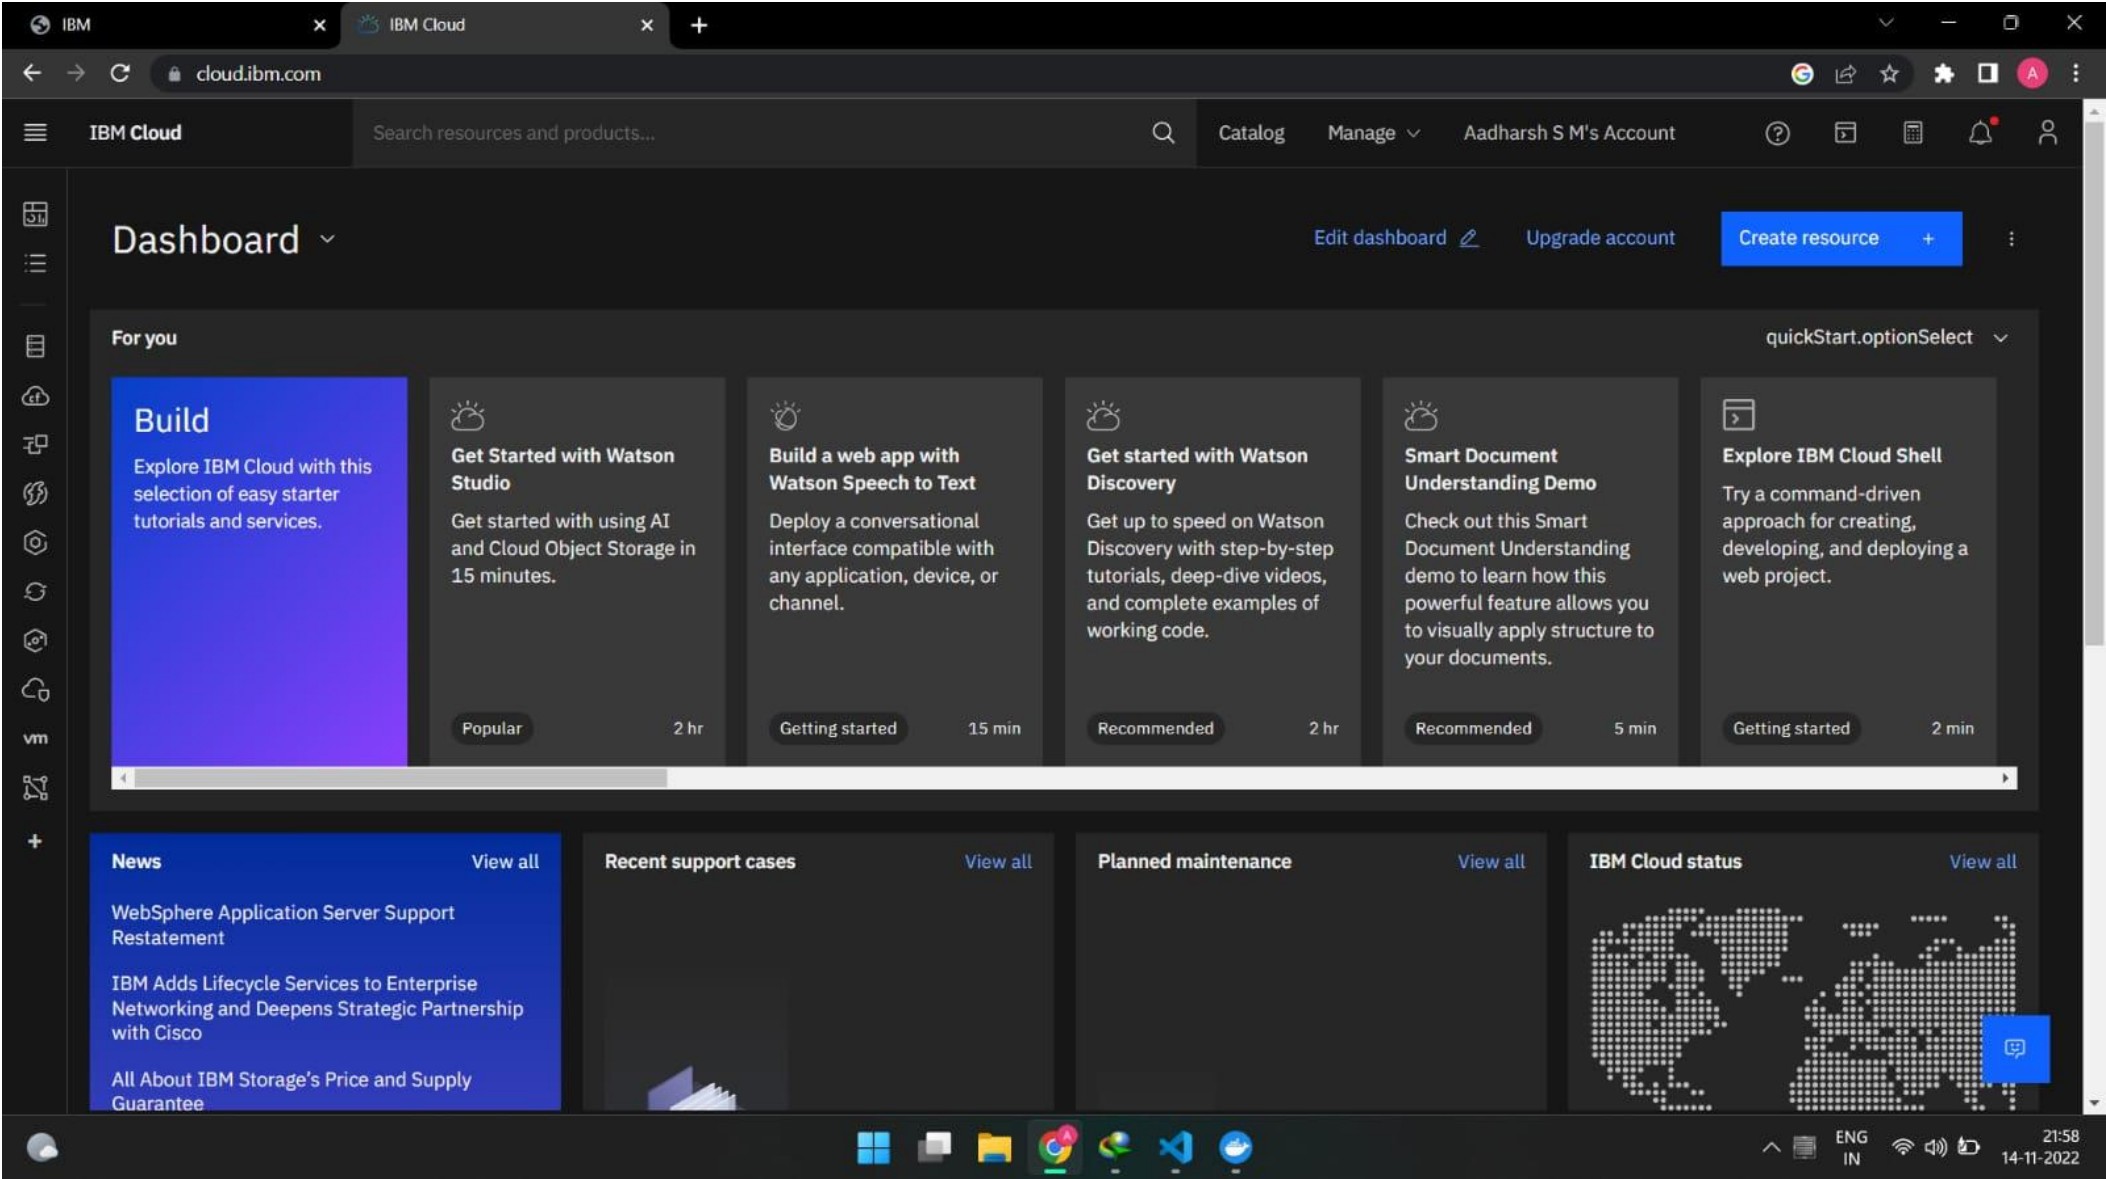 IBM
IBM Cloud
cloud.ibm.com
A
IBM Cloud
Search resources and products...
Catalog
Manage
Aadharsh S M's Account
Dashboard
Edit dashboard
Upgrade account
Create resource +
For you
quickStart.optionSelect
Build
Explore IBM Cloud with this
selection of easy starter
tutorials and services.
Get Started with Watson
Studio
Get started with using AI
and Cloud Object Storage in
15 minutes.
Popular
2 hr
Build a web app with
Watson Speech to Text
Deploy a conversational
interface compatible with
any application, device, or
channel.
Getting started
15 min
Get started with Watson
Discovery
Get up to speed on Watson
Discovery with step-by-step
tutorials, deep-dive videos,
and complete examples of
working code.
Recommended
2 hr
Smart Document
Understanding Demo
Check out this Smart
Document Understanding
demo to learn how this
powerful feature allows you
to visually apply structure to
your documents.
Recommended
5 min
Explore IBM Cloud Shell
Try a command-driven
approach for creating,
developing, and deploying a
web project.
Getting started
2 min
cf
vm
News
View all
WebSphere Application Server Support
Restatement
IBM Adds Lifecycle Services to Enterprise
Networking and Deepens Strategic Partnership
with Cisco
All About IBM Storage's Price and Supply
Guarantee
Recent support cases
View all
Planned maintenance
View all
IBM Cloud status
View all
A
ENG
IN
21:58
14-11-2022